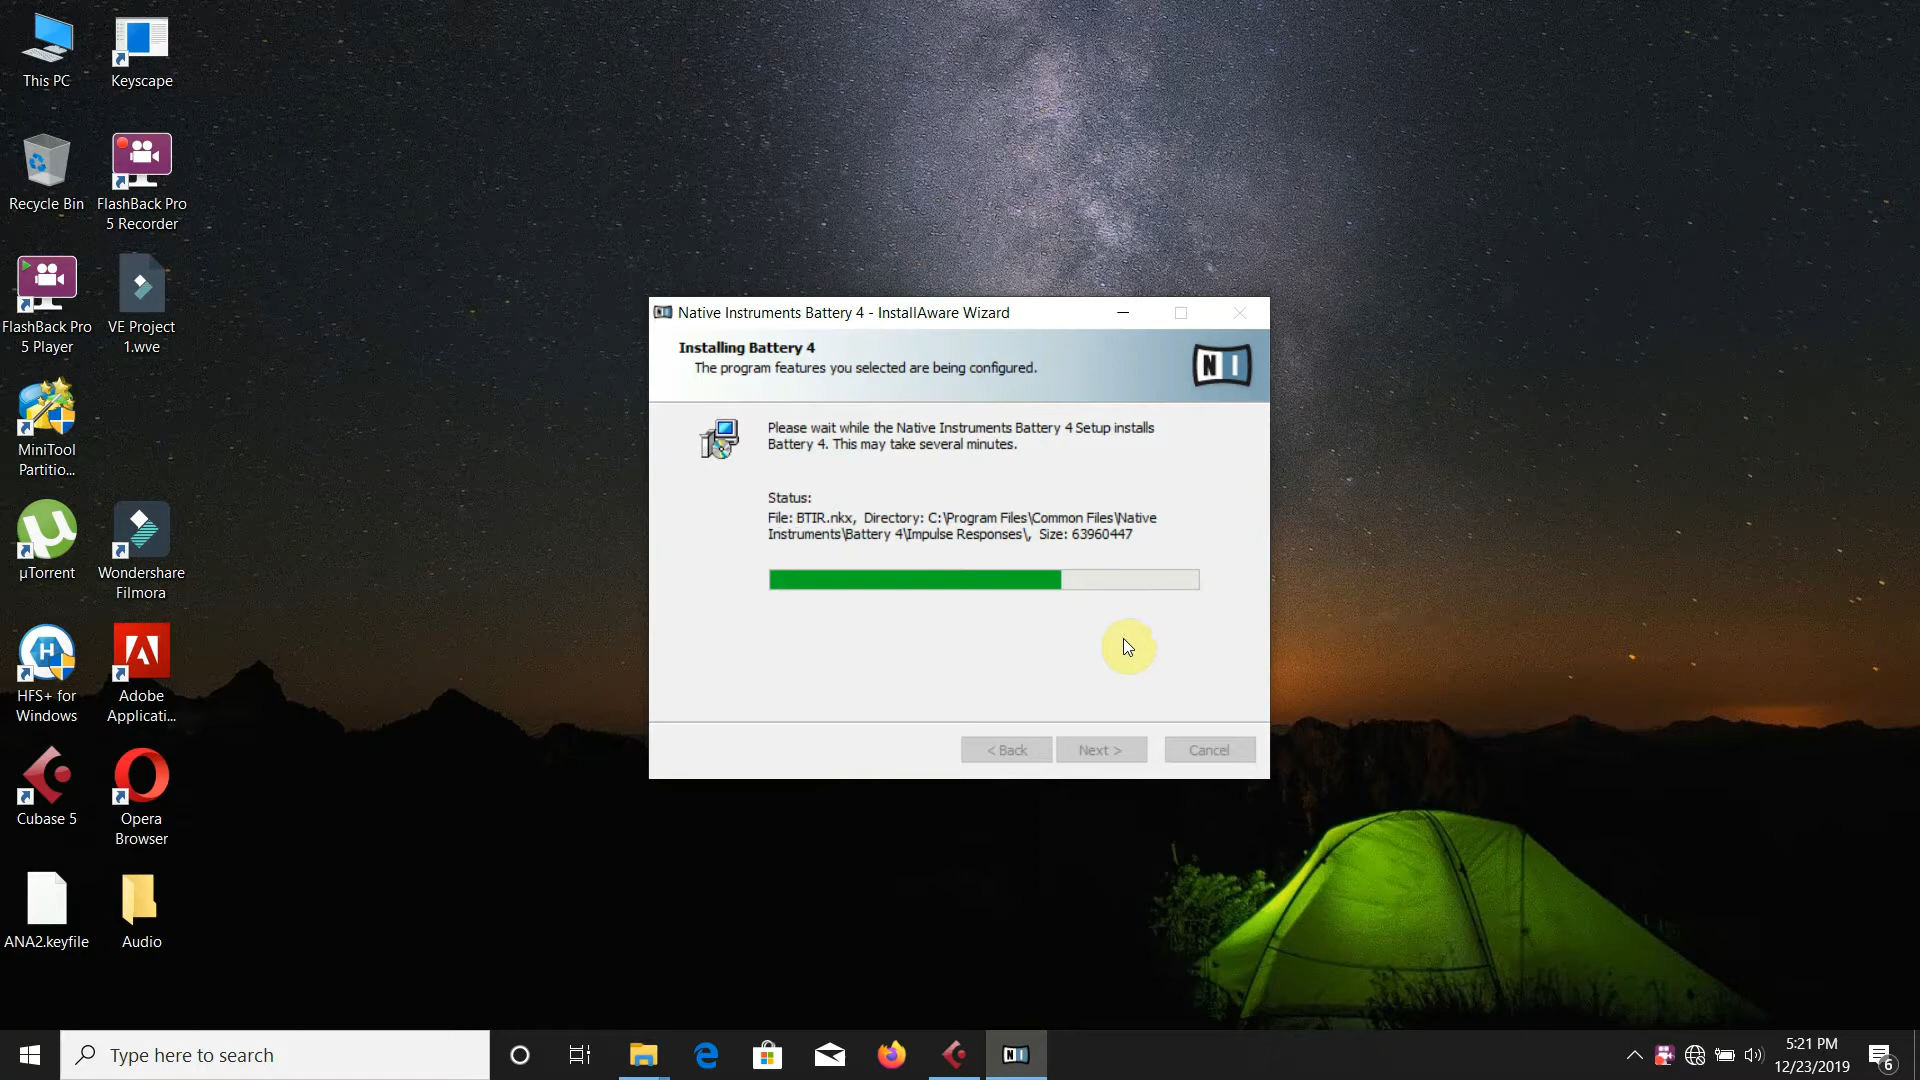 This PC
Keyscape
Recycle Bin
FlashBack Pro
5 Recorder
FlashBack Pro
5 Player
VE Project
1.wve
MiniTool
Partitio...
µTorrent
Wondershare
Filmora
HFS+ for
Windows
Adobe
Applicati...
Cubase 5
Opera
Browser
ANA2.keyfile
Audio
Native Instruments Battery 4 - InstallAware Wizard
Installing Battery 4
The program features you selected are being configured.
NI
Please wait while the Native Instruments Battery 4 Setup installs
Battery 4. This may take several minutes.
Status:
File: BTIR.nkx,  Directory: C:\Program Files\Common Files\Native
Instruments\Battery 4\Impulse Responses\,  Size: 63960447
< Back
Next >
Cancel
Type here to search
NI
5:21 PM
12/23/2019
6